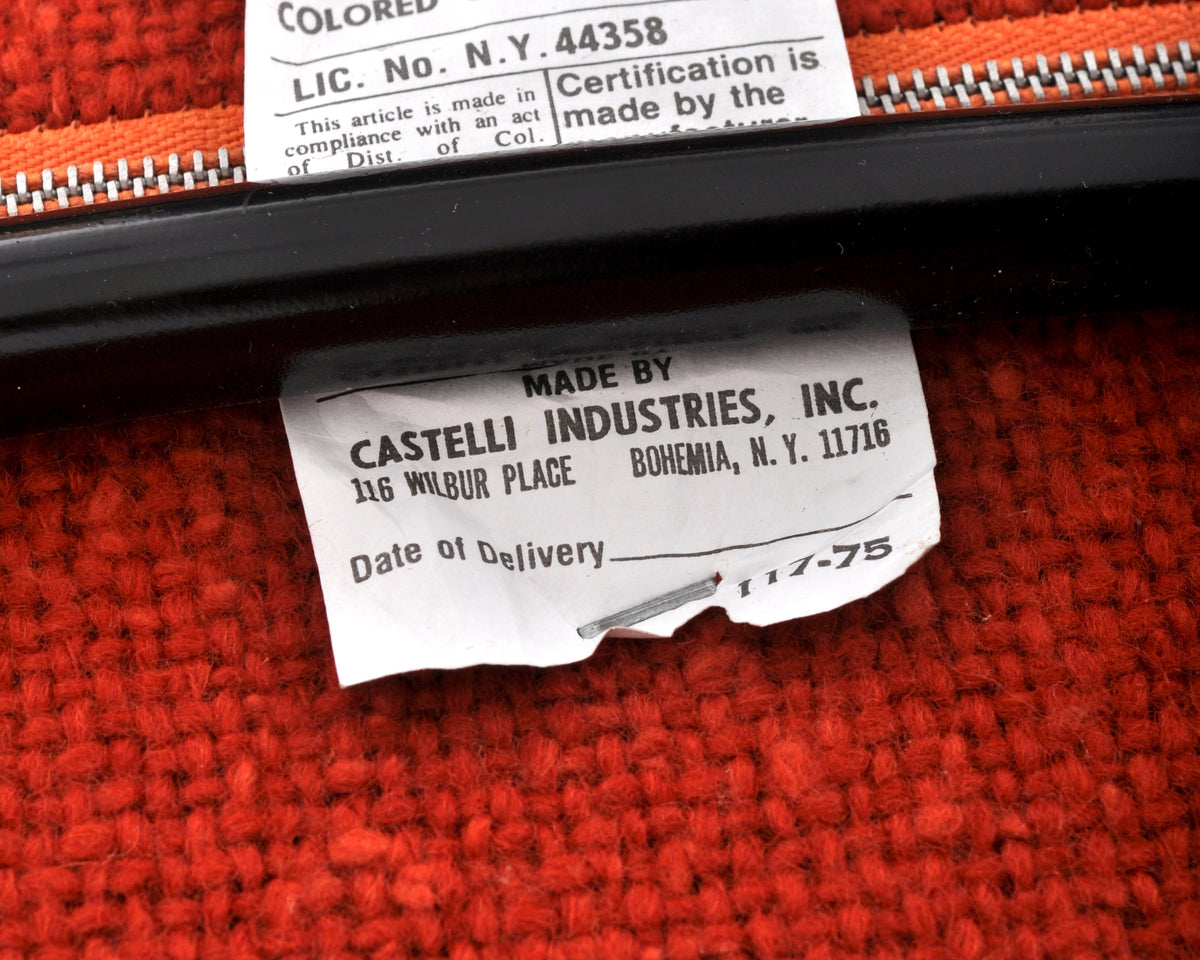 COLORED
LIC. No. N.Y. 44358
This article is made in
compliance with an act
of Dist. of Col.
Certification is
made by the
MADE BY
CASTELLI INDUSTRIES, INC.
116 WILBUR PLACE BOHEMIA, N. Y. 11716
Date of Delivery
117-75